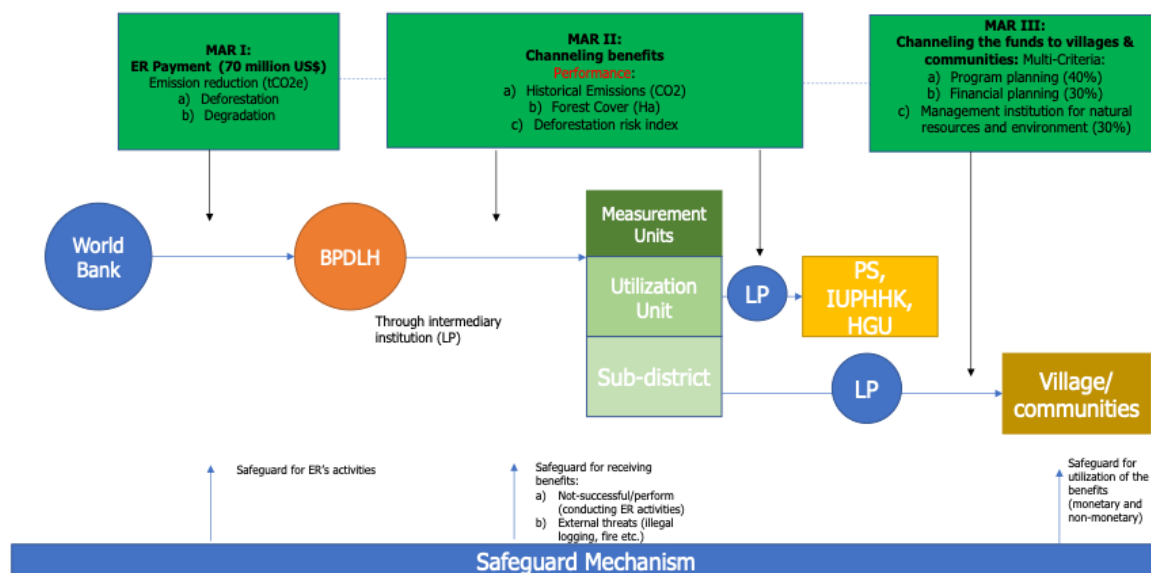 MAR I:
ER Payment (70 million US$)
Emission reduction (tCO2e)
a) Deforestation
b) Degradation
MAR II:
Channeling benefits
Performance:
a) Historical Emissions (CO2)
b) Forest Cover (Ha)
c) Deforestation risk index
MAR III:
Channeling the funds to villages &
communities: Multi-Criteria:
a) Program planning (40%)
b) Financial planning (30%)
c) Management institution for natural
resources and environment (30%)
World
Bank
BPDLH
Through intermediary
institution (LP)
Measurement
Units
Utilization
Unit
Sub-district
LP
PS,
IUPHHK,
HGU
LP
Village/
communities
Safeguard for ER's activities
Safeguard for receiving
benefits:
a) Not-successful/perform
(conducting ER activities)
b) External threats (illegal
logging, fire etc.)
Safeguard for
utilization of the
benefits
(monetary and
non-monetary)
Safeguard Mechanism